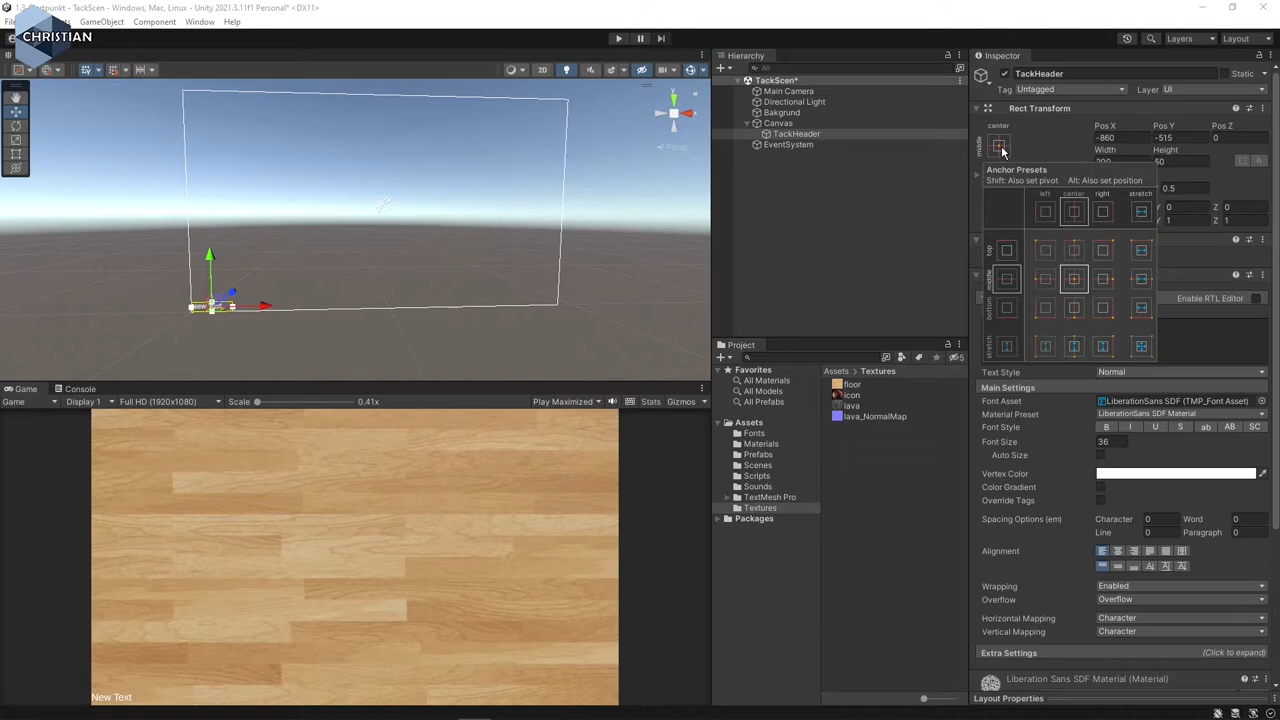 1.3 
TackScen - Windows, Mac, Linux - Unity 2021.3.11f1 Personal* <DX11>
GameObject Component Window Help
CHRISTIAN
Layers Layout
2D
Persp
Game Console
Game Display 1 Full HD (1920x1080) Scale 0.41x Play Maximized Stats Gizmos
New Text
Hierarchy
All
TackScen*
Main Camera
Directional Light
Bakgrund
Canvas
TackHeader
EventSystem
Project
5
Favorites
All Materials
All Models
All Prefabs
Assets
Fonts
Materials
Prefabs
Scenes
Scripts
Sounds
TextMesh Pro
Textures
Packages
Assets > Textures
floor
icon
lava
lava_NormalMap
Inspector
TackHeader Static
Tag Untagged Layer UI
Rect Transform
center
middle
Pos X Pos Y Pos Z
-860 -515 0
Width Height
200 50
Anchor Presets
Shift: Also set pivot Alt: Also set position
left center right stretch
top
middle
bottom
stretch
0.5
Y 0 Z 0
Y 1 Z 1
Enable RTL Editor
Text Style Normal
Main Settings
Font Asset LiberationSans SDF (TMP_Font Asset)
Material Preset LiberationSans SDF Material
Font Style B I U S ab AB SC
Font Size 36
Auto Size
Vertex Color
Color Gradient
Override Tags
Spacing Options (em) Character 0 Word 0
Line 0 Paragraph 0
Alignment
Wrapping Enabled
Overflow Overflow
Horizontal Mapping Character
Vertical Mapping Character
Extra Settings (Click to expand)
Liberation Sans SDF Material (Material)
Layout Properties